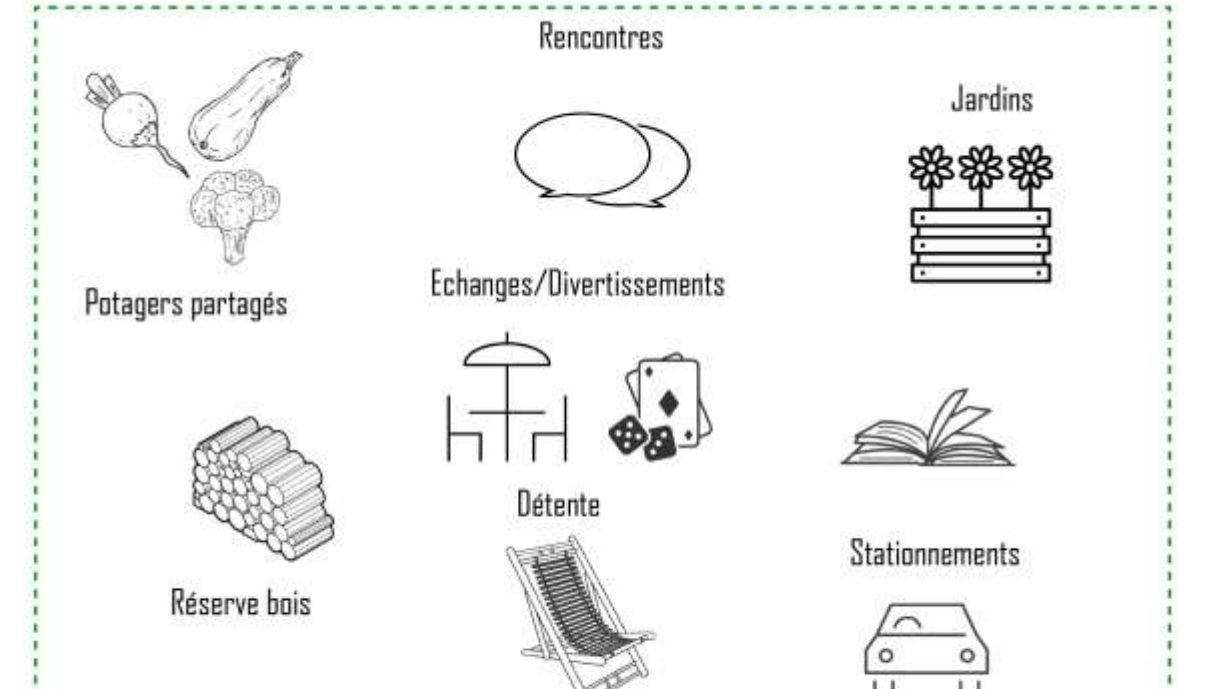 Rencontres
Jardins
Echanges/Divertissements
Potagers partagés
Détente
Stationnements
Réserve bois